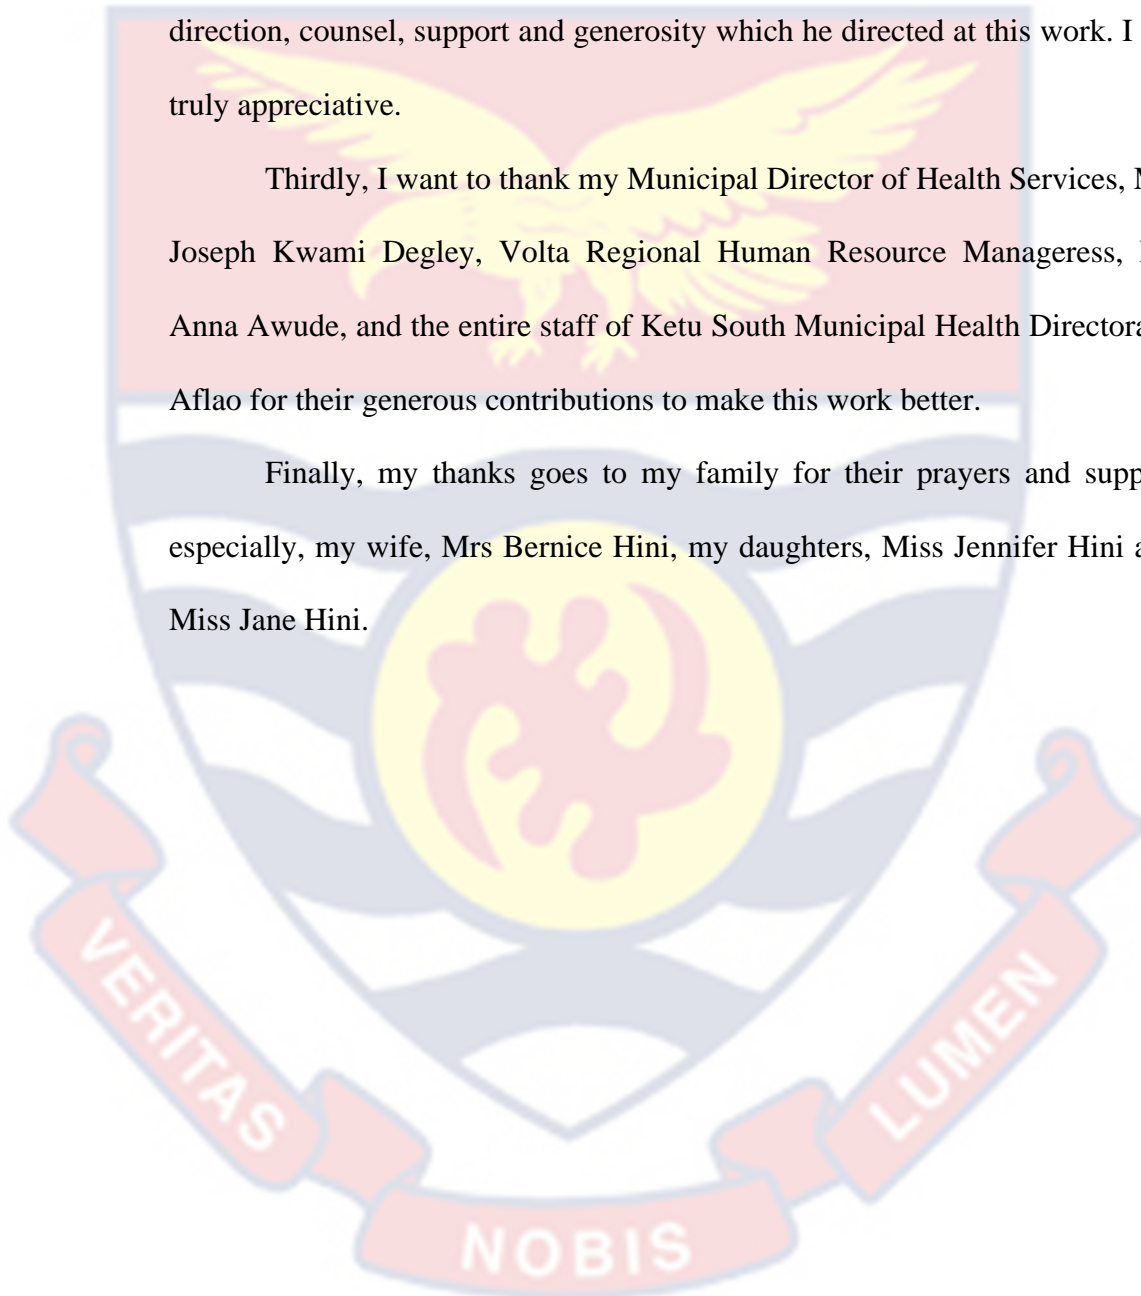 direction, counsel, support and generosity which he directed at this work. I
truly appreciative.
Thirdly, I want to thank my Municipal Director of Health Services,
Joseph Kwami Degley, Volta Regional Human Resource Manageress,
Anna Awude, and the entire staff of Ketu South Municipal Health
Aflao for their generous contributions to make this work better.
Finally, my thanks goes to my family for their prayers and
especially, my wife, Mrs Bernice Hini, my daughters, Miss Jennifer Hini
Miss Jane Hini.
VERITAS
NOBIS
LUMEN